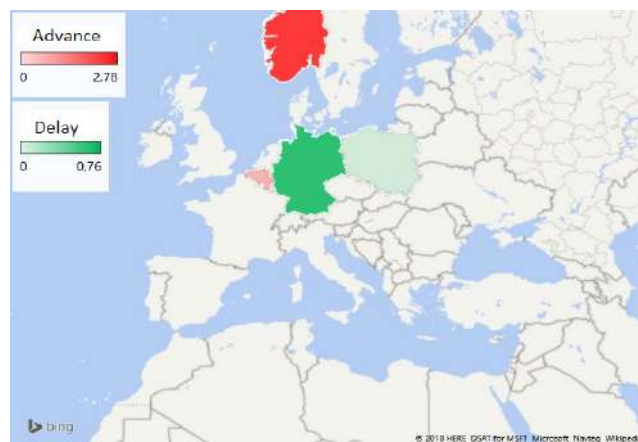 Advance
0 2,78
Delay
0 0,76
bing
© 2018 HERE, DSAT for MSFT, Microsoft, Navteq, Wikipedia